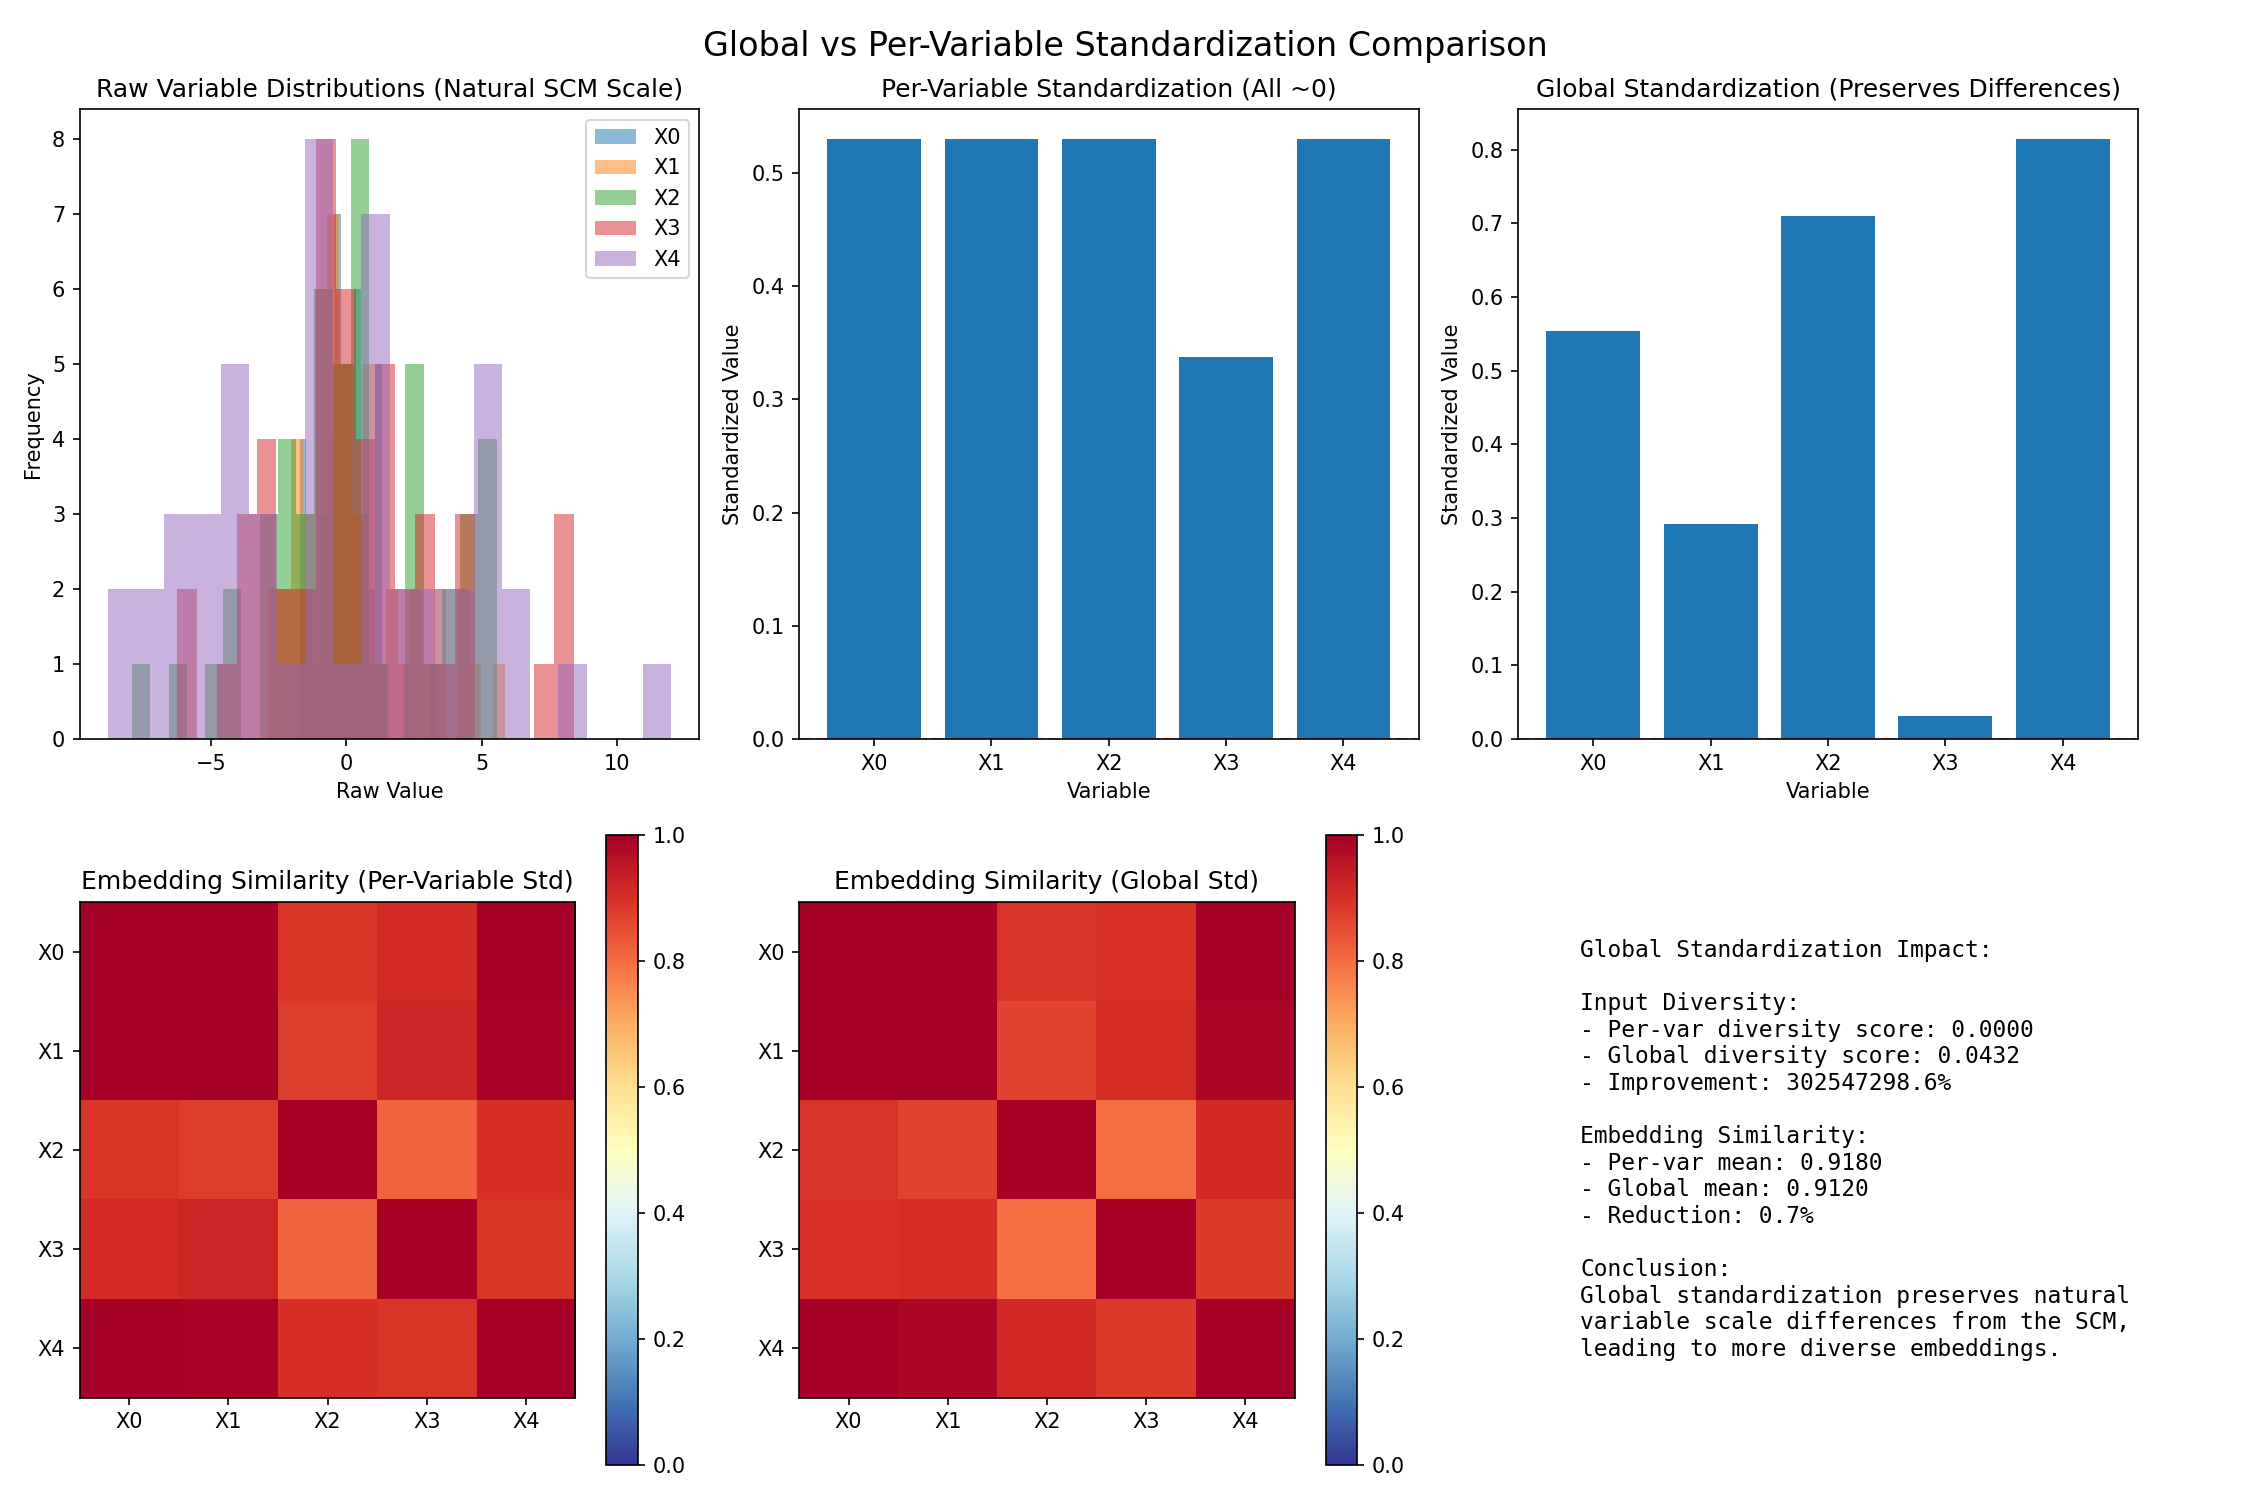 Global vs Per-Variable Standardization Comparison
Raw Variable Distributions (Natural SCM Scale)
8
7
6
5
4
3
2
1
0
Frequency
−5
0
5
10
Raw Value
X0
X1
X2
X3
X4
Per-Variable Standardization (All ~0)
0.5
0.4
0.3
0.2
0.1
0.0
Standardized Value
X0
X1
X2
X3
X4
Variable
Global Standardization (Preserves Differences)
0.8
0.7
0.6
0.5
0.4
0.3
0.2
0.1
0.0
Standardized Value
X0
X1
X2
X3
X4
Variable
Embedding Similarity (Per-Variable Std)
X0
X1
X2
X3
X4
X0
X1
X2
X3
X4
1.0
0.8
0.6
0.4
0.2
0.0
Embedding Similarity (Global Std)
X0
X1
X2
X3
X4
X0
X1
X2
X3
X4
1.0
0.8
0.6
0.4
0.2
0.0
Global Standardization Impact:
Input Diversity:
- Per-var diversity score: 0.0000
- Global diversity score: 0.0432
- Improvement: 302547298.6%
Embedding Similarity:
- Per-var mean: 0.9180
- Global mean: 0.9120
- Reduction: 0.7%
Conclusion:
Global standardization preserves natural
variable scale differences from the SCM,
leading to more diverse embeddings.